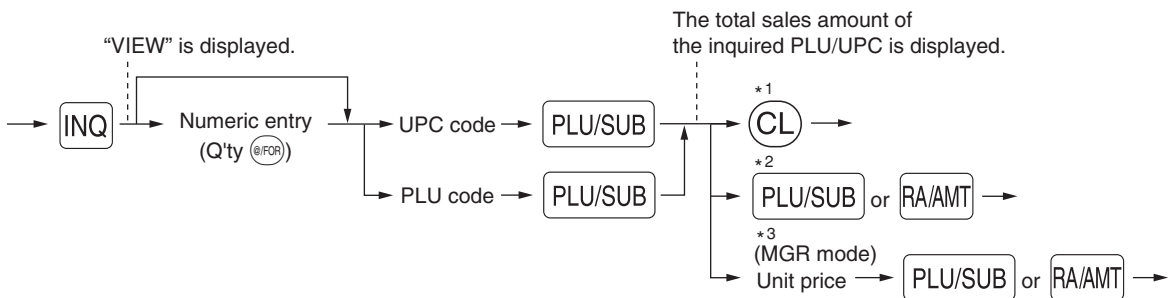 The total sales amount of
the inquired PLU/UPC is displayed.
“VIEW” is displayed.
INQ
Numeric entry
(Q'ty @/FOR)
UPC code
PLU/SUB
PLU code
PLU/SUB
*1
CL
*2
PLU/SUB or RA/AMT
*3
(MGR mode)
Unit price
PLU/SUB or RA/AMT